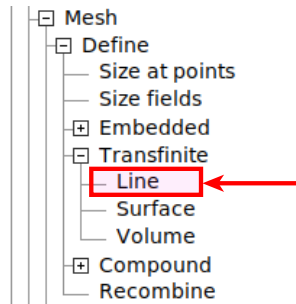 Mesh
Define
Size at points
Size fields
Embedded
Transfinite
Line
Surface
Volume
Compound
Recombine